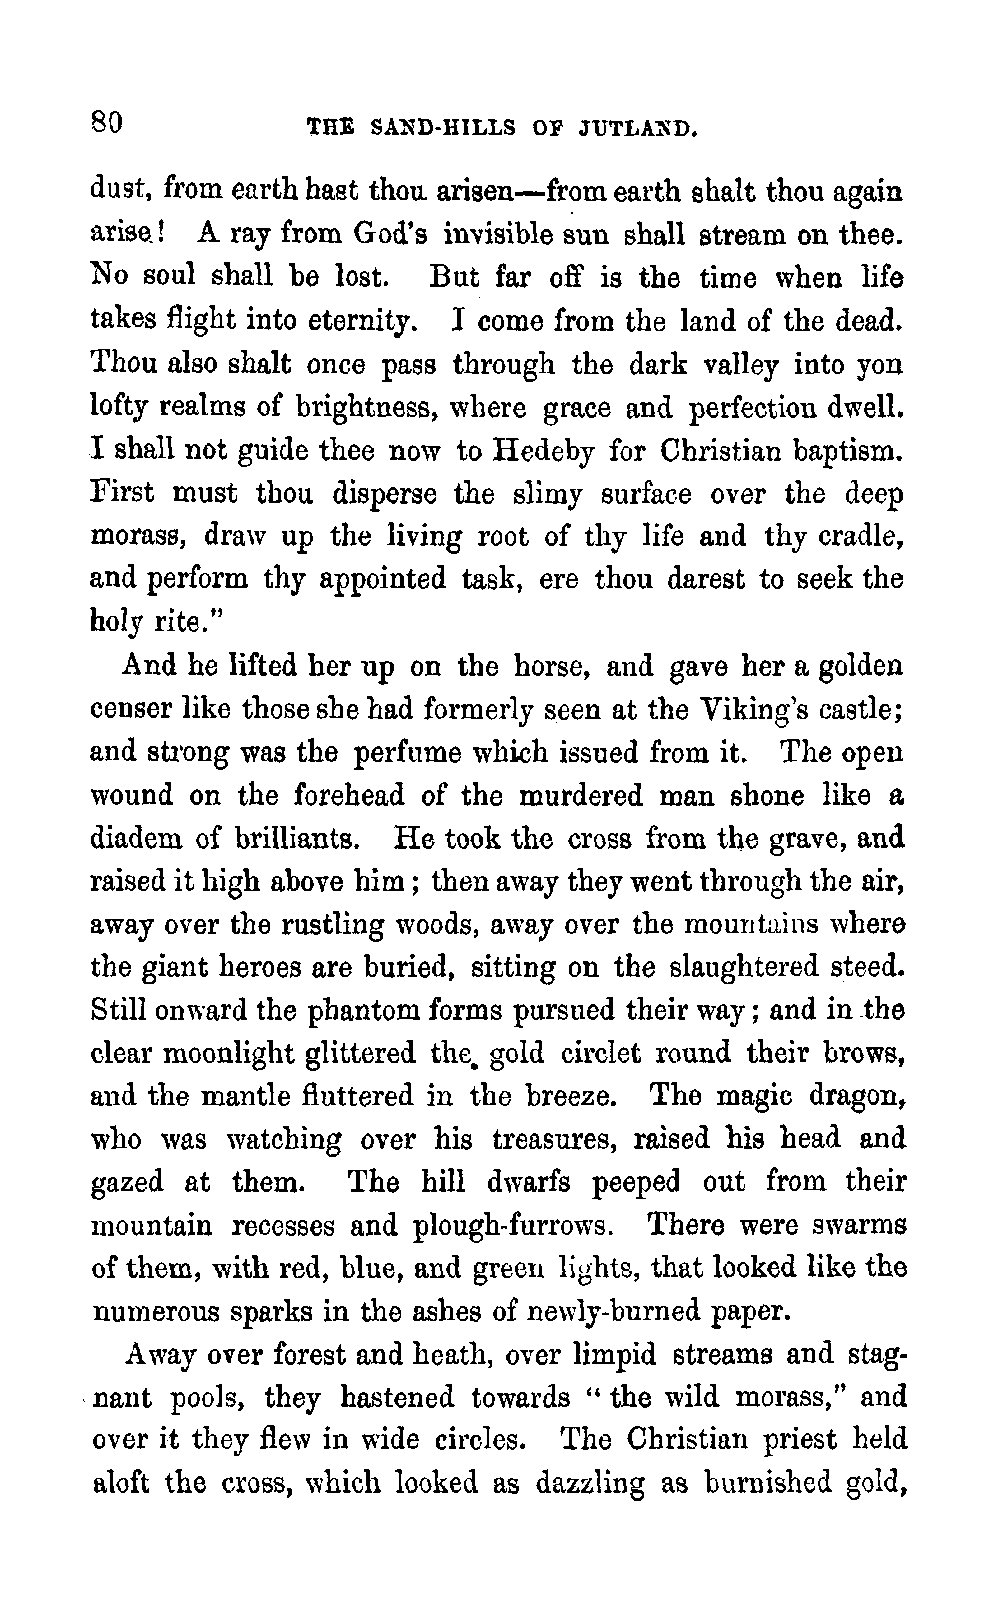 80 THE SAND-HILLS OF JUTLAND.
dust, from earth hast thou arisen—from earth shalt thou again
arise! A ray from God's invisible sun shall stream on thee.
No soul shall be lost. But far off is the time when life
takes flight into eternity. I come from the land of the dead.
Thou also shalt once pass through the dark valley into yon
lofty realms of brightness, where grace and perfection dwell.
I shall not guide thee now to Hedeby for Christian baptism.
First must thou disperse the slimy surface over the deep
morass, draw up the living root of thy life and thy cradle,
and perform thy appointed task, ere thou darest to seek the
holy rite."
And he lifted her up on the horse, and gave her a golden
censer like those she had formerly seen at the Viking's castle;
and strong was the perfume which issued from it. The open
wound on the forehead of the murdered man shone like a
diadem of brilliants. He took the cross from the grave, and
raised it high above him; then away they went through the air,
away over the rustling woods, away over the mountains where
the giant heroes are buried, sitting on the slaughtered steed.
Still onward the phantom forms pursued their way; and in the
clear moonlight glittered the gold circlet round their brows,
and the mantle fluttered in the breeze. The magic dragon,
who was watching over his treasures, raised his head and
gazed at them. The hill dwarfs peeped out from their
mountain recesses and plough-furrows. There were swarms
of them, with red, blue, and green lights, that looked like the
numerous sparks in the ashes of newly-burned paper.
Away over forest and heath, over limpid streams and stag-
nant pools, they hastened towards "the wild morass," and
over it they flew in wide circles. The Christian priest held
aloft the cross, which looked as dazzling as burnished gold,